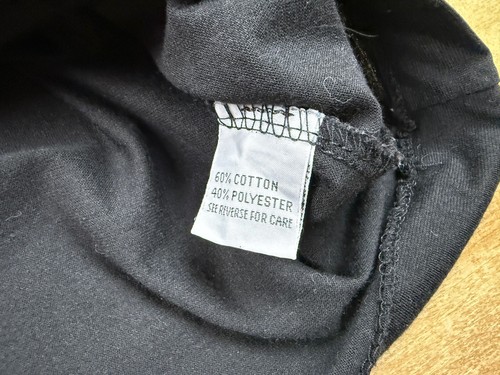 60% COTTON
40% POLYESTER
SEE REVERSE FOR CARE